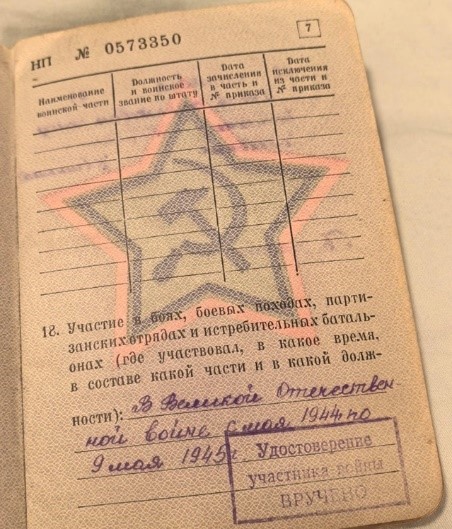 7
НП № 0573350
Наименование воинской части
Должность и воинское звание по штату
Дата зачисления в часть и № приказа
Дата исключения из части и № приказа
18. Участие в боях, боевых походах, парти-
занских отрядах и истребительных баталь-
онах (где участвовал, в какое время,
в составе какой части и в какой долж-
ности): В Великой Отечествен
ной войне с мая 1944 по
9 мая 1945г.
Удостоверение
участника войны
ВРУЧЕНО